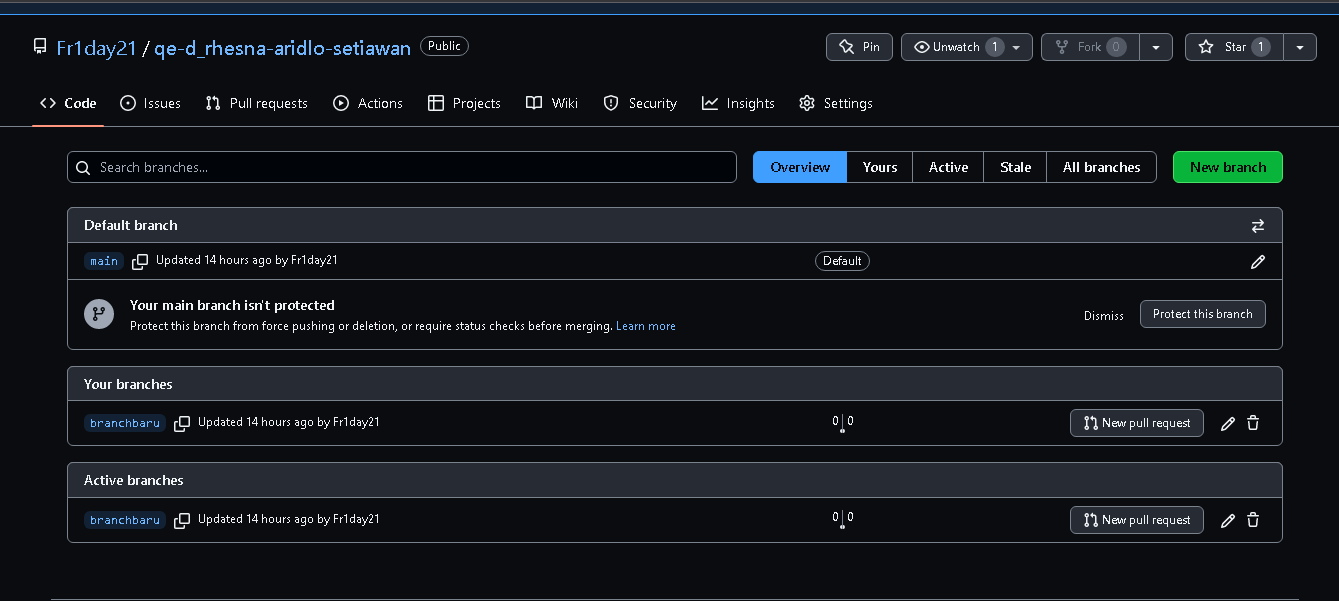 Fr1day21 / qe-d_rhesna-aridlo-setiawan Public Pin Unwatch 1 Fork 0 Star 1
Code Issues Pull requests Actions Projects Wiki Security Insights Settings
Search branches... Overview Yours Active Stale All branches New branch
Default branch
main Updated 14 hours ago by Fr1day21 Default
Your main branch isn't protected
Protect this branch from force pushing or deletion, or require status checks before merging. Learn more Dismiss Protect this branch
Your branches
branchbaru Updated 14 hours ago by Fr1day21 0 0 New pull request
Active branches
branchbaru Updated 14 hours ago by Fr1day21 0 0 New pull request